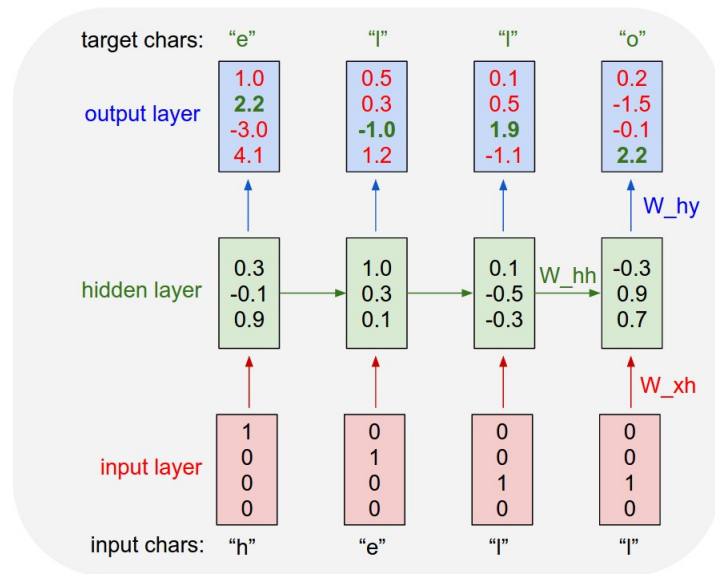 target chars: “e” “l” “l” “o”
1.0 0.5 0.1 0.2
2.2 0.3 0.5 -1.5
output layer
-3.0 -1.0 1.9 -0.1
4.1 1.2 -1.1 2.2
W_hy
0.3 1.0 0.1 -0.3
hidden layer -0.1 0.3 -0.5 W_hh 0.9
0.9 0.1 -0.3 0.7
W_xh
1 0 0 0
0 1 0 0
input layer
0 0 1 1
0 0 0 0
input chars: “h” “e” “l” “l”